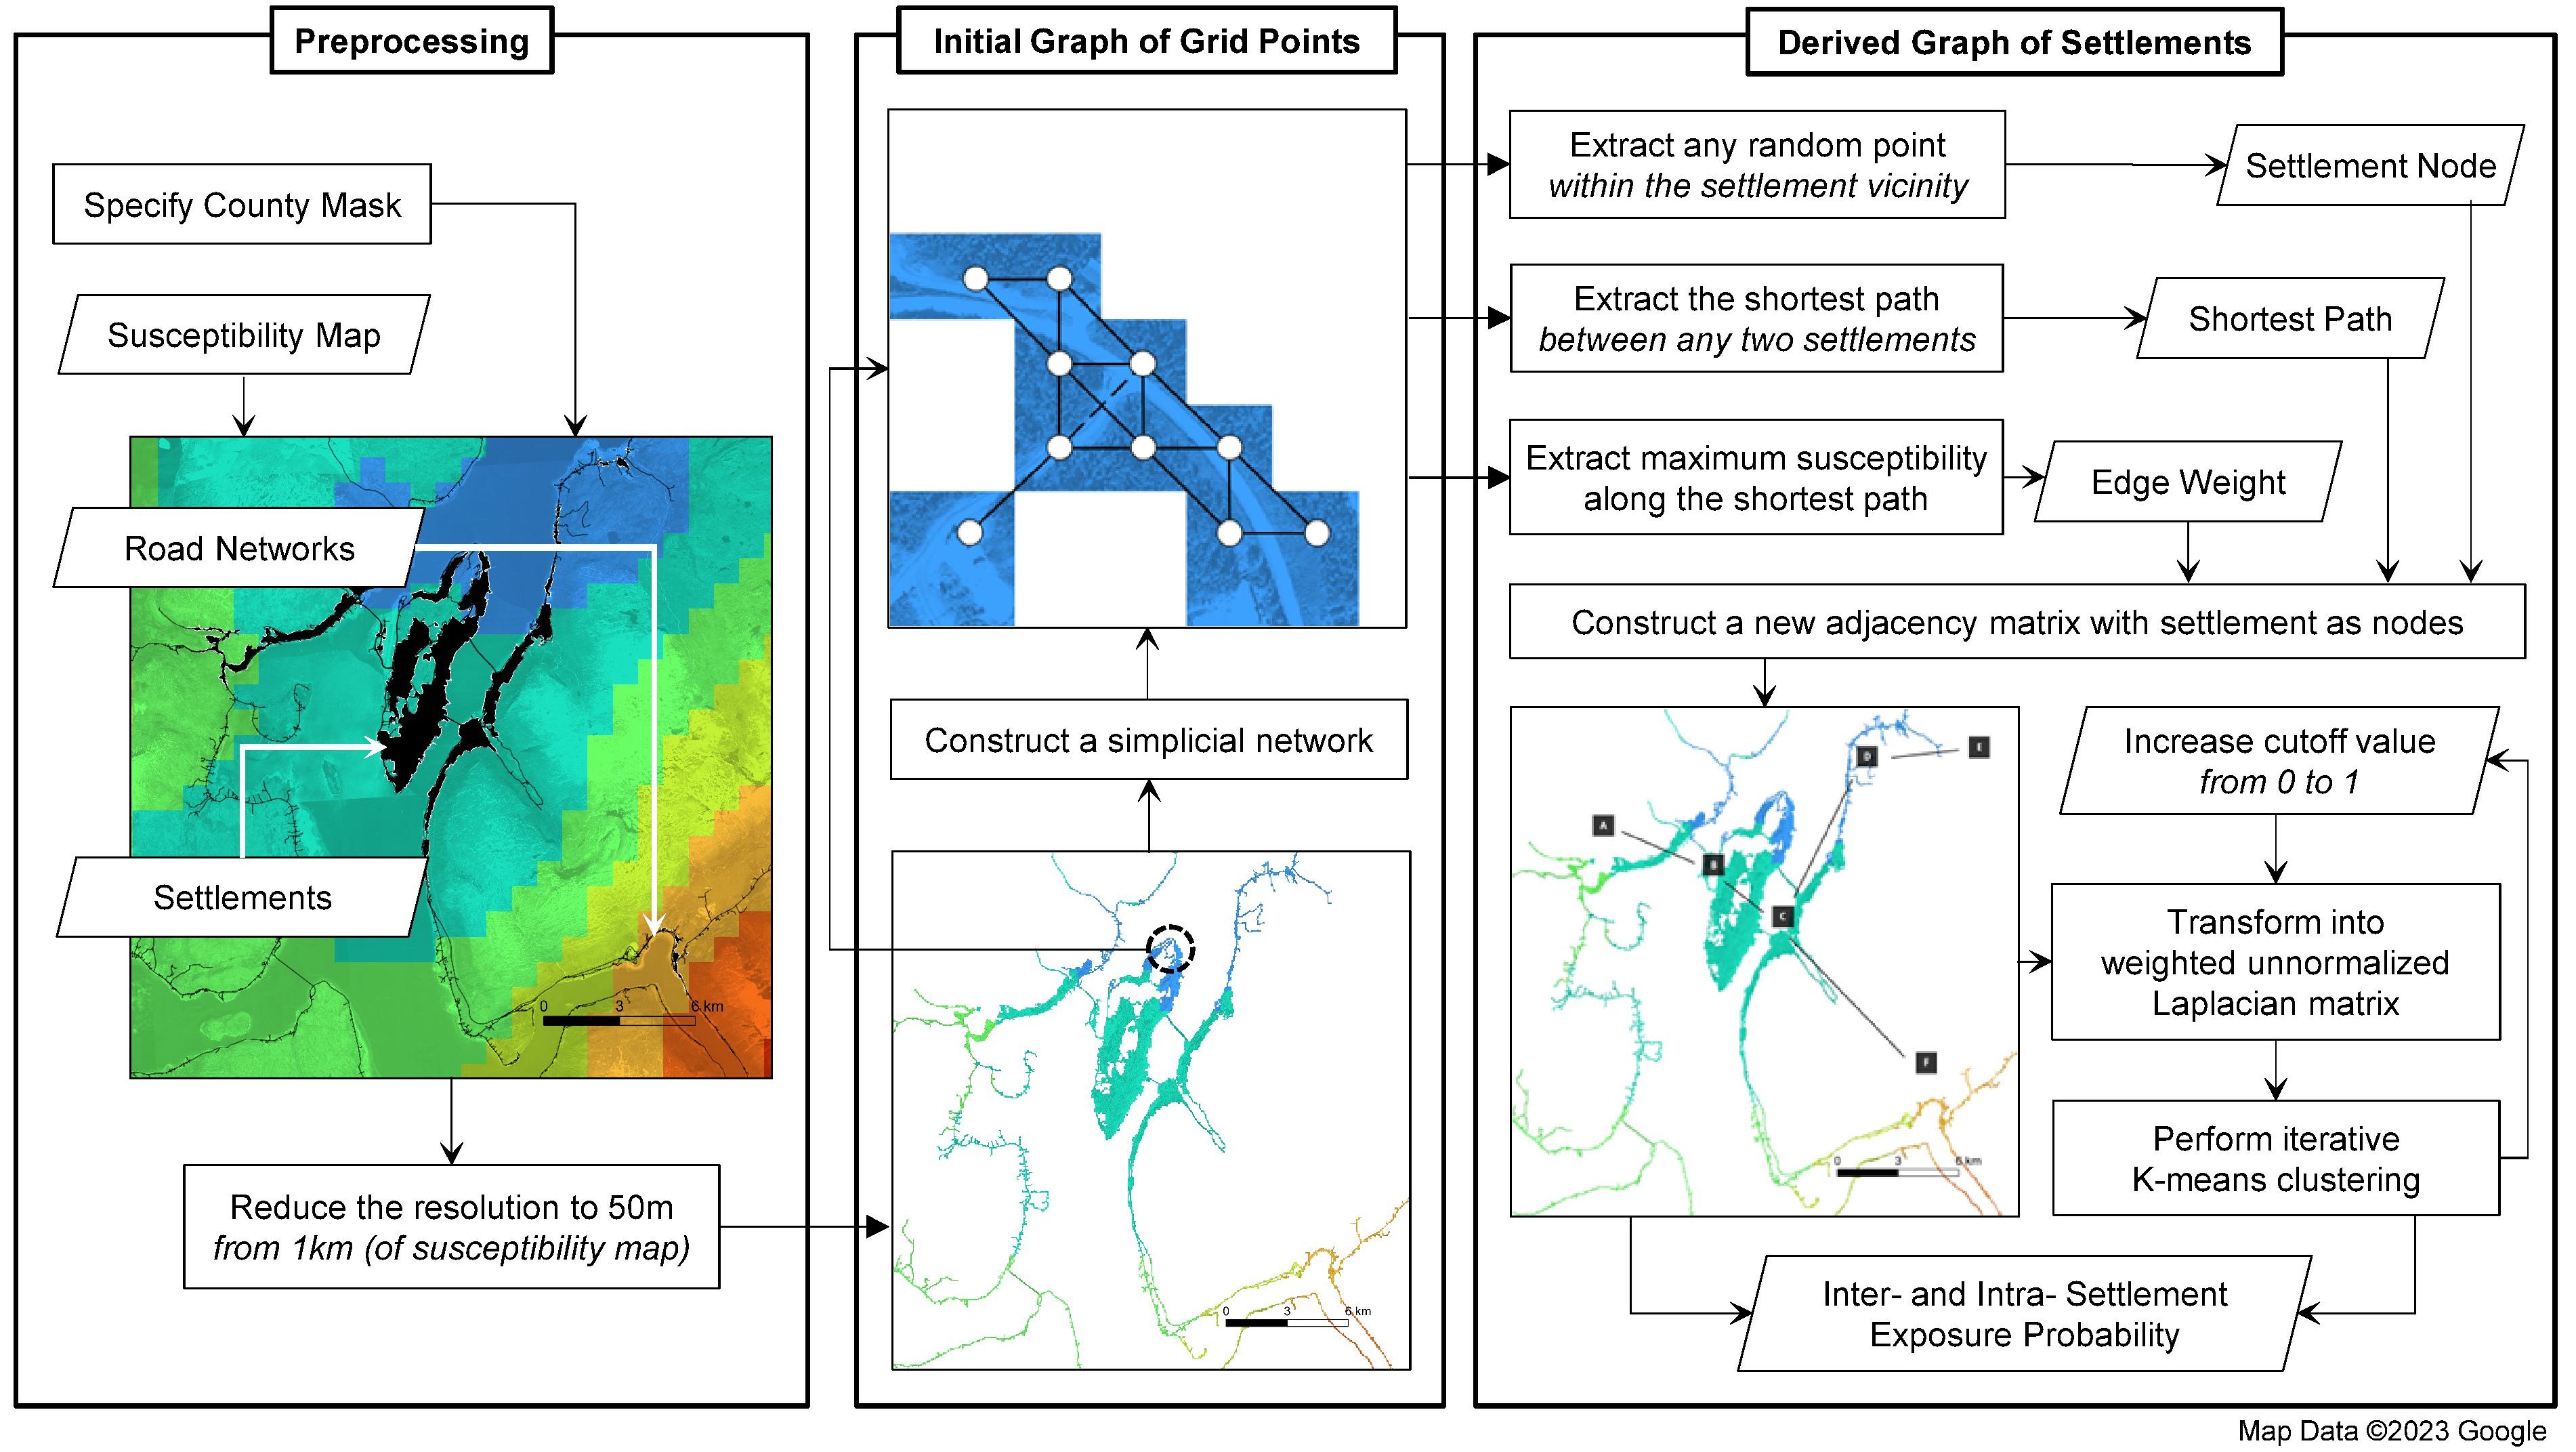 Preprocessing
Specify County Mask
Susceptibility Map
Road Networks
Settlements
0 3 6 km
Reduce the resolution to 50m
from 1km (of susceptibility map)
Initial Graph of Grid Points
Construct a simplicial network
0 3 6 km
Derived Graph of Settlements
Extract any random point
within the settlement vicinity
Settlement Node
Extract the shortest path
between any two settlements
Shortest Path
Extract maximum susceptibility
along the shortest path
Edge Weight
Construct a new adjacency matrix with settlement as nodes
A
B
C
D
E
F
0 3 6 km
Increase cutoff value
from 0 to 1
Transform into
weighted unnormalized
Laplacian matrix
Perform iterative
K-means clustering
Inter- and Intra- Settlement
Exposure Probability
Map Data ©2023 Google